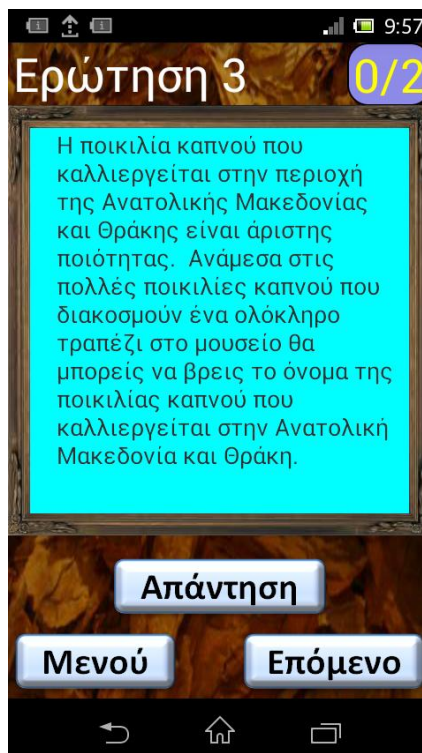 9:57
Ερώτηση 3
0/2
Η ποικιλία καπνού που
καλλιεργείται στην περιοχή
της Ανατολικής Μακεδονίας
και Θράκης είναι άριστης
ποιότητας.  Ανάμεσα στις
πολλές ποικιλίες καπνού που
διακοσμούν ένα ολόκληρο
τραπέζι στο μουσείο θα
μπορείς να βρεις το όνομα της
ποικιλίας καπνού που
καλλιεργείται στην Ανατολική
Μακεδονία και Θράκη.
Απάντηση
Μενού
Επόμενο